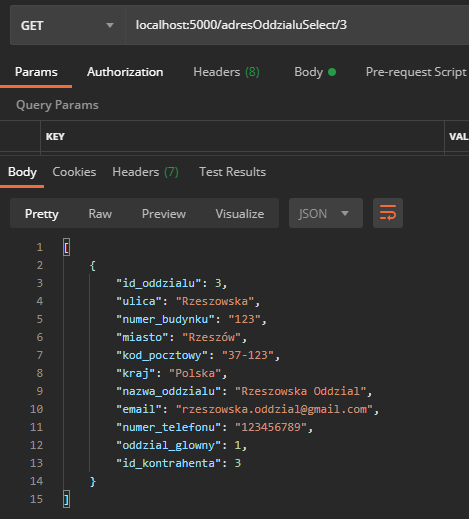 GET localhost:5000/adresOddzialuSelect/3
Params Authorization Headers (8) Body Pre-request Script
Query Params
KEY VAL
Body Cookies Headers (7) Test Results
Pretty Raw Preview Visualize JSON
1 [
2 {
3 "id_oddzialu": 3,
4 "ulica": "Rzeszowska",
5 "numer_budynku": "123",
6 "miasto": "Rzeszów",
7 "kod_pocztowy": "37-123",
8 "kraj": "Polska",
9 "nazwa_oddzialu": "Rzeszowska Oddzial",
10 "email": "rzeszowska.oddzial@gmail.com",
11 "numer_telefonu": "123456789",
12 "oddzial_glowny": 1,
13 "id_kontrahenta": 3
14 }
15 ]